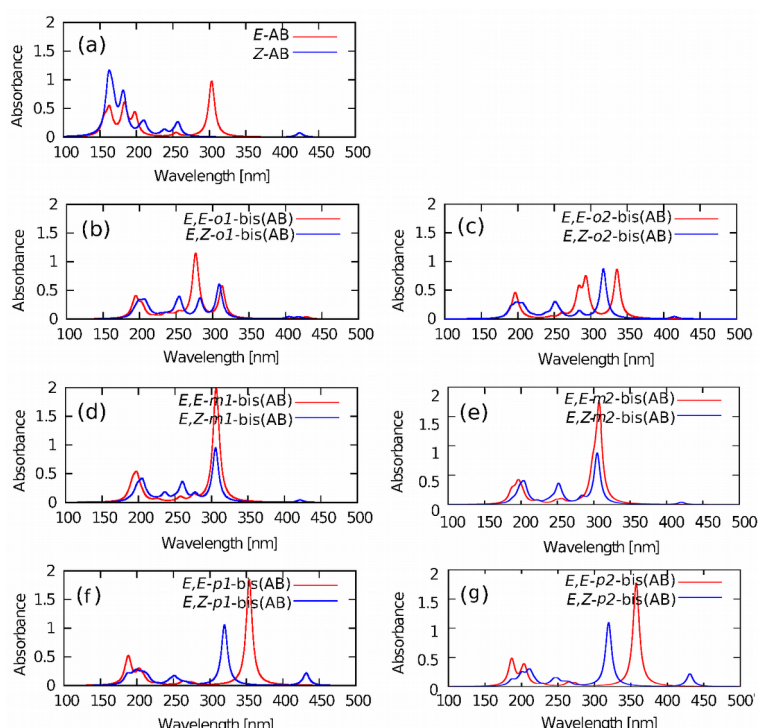 (a)
E-AB
Z-AB
Absorbance
2
1.5
1
0.5
0
100 150 200 250 300 350 400 450 500
Wavelength [nm]
(b)
E,E-o1-bis(AB)
E,Z-o1-bis(AB)
Absorbance
2
1.5
1
0.5
0
100 150 200 250 300 350 400 450 500
Wavelength [nm]
(c)
E,E-o2-bis(AB)
E,Z-o2-bis(AB)
Absorbance
2
1.5
1
0.5
0
100 150 200 250 300 350 400 450 500
Wavelength [nm]
(d)
E,E-m1-bis(AB)
E,Z-m1-bis(AB)
Absorbance
2
1.5
1
0.5
0
100 150 200 250 300 350 400 450 500
Wavelength [nm]
(e)
E,E-m2-bis(AB)
E,Z-m2-bis(AB)
Absorbance
2
1.5
1
0.5
0
100 150 200 250 300 350 400 450 500
Wavelength [nm]
(f)
E,E-p1-bis(AB)
E,Z-p1-bis(AB)
Absorbance
2
1.5
1
0.5
0
100 150 200 250 300 350 400 450 500
Wavelength [nm]
(g)
E,E-p2-bis(AB)
E,Z-p2-bis(AB)
Absorbance
2
1.5
1
0.5
0
100 150 200 250 300 350 400 450 500
Wavelength [nm]